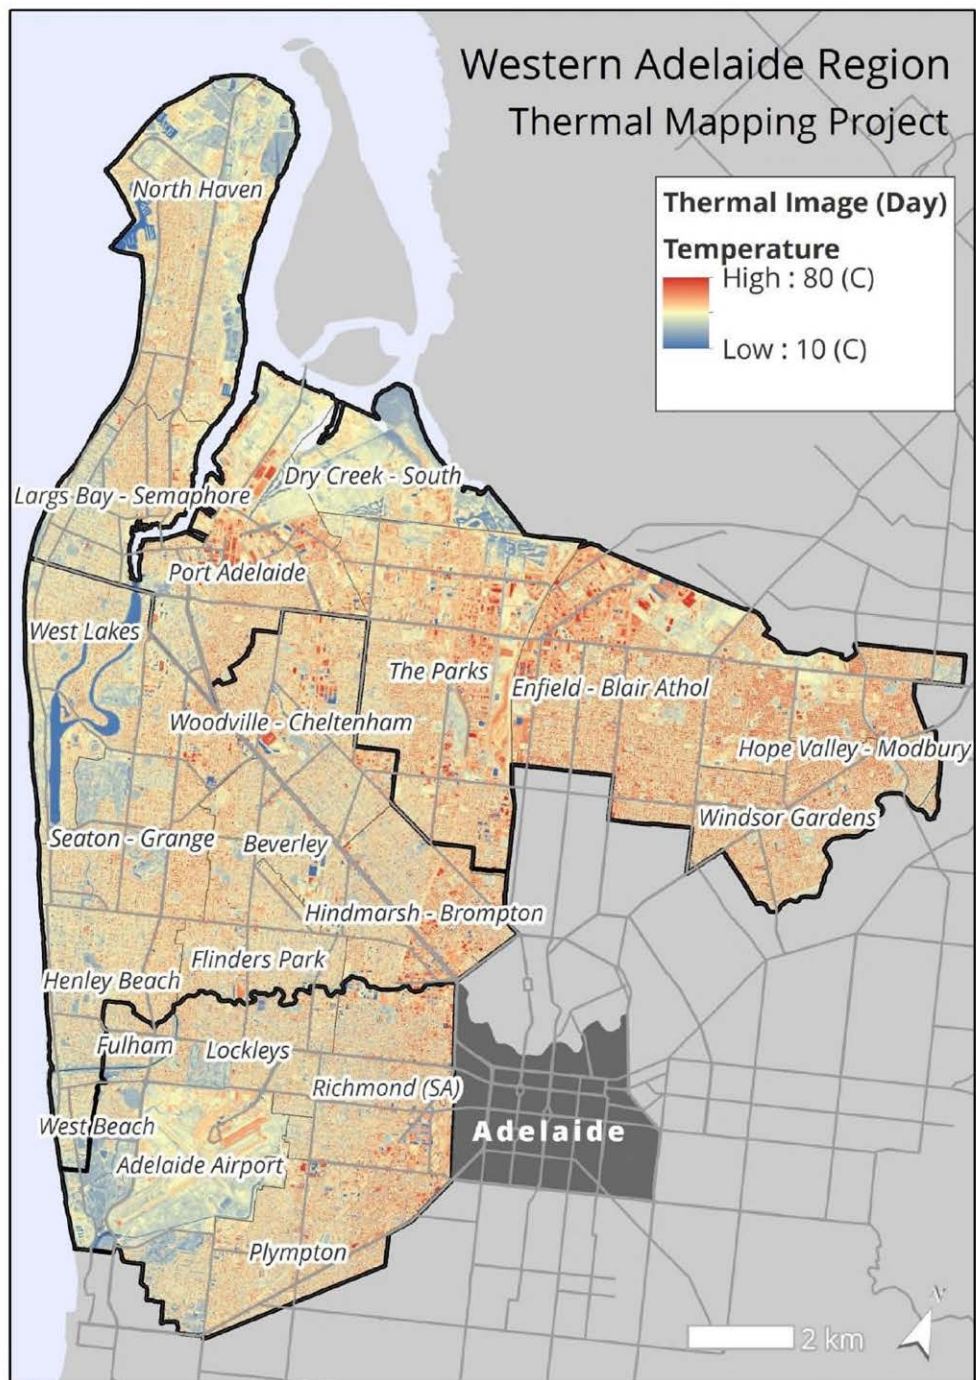 Western Adelaide Region
Thermal Mapping Project
Thermal Image (Day)
Temperature
High : 80 (C)
Low : 10 (C)
North Haven
Dry Creek - South
Largs Bay - Semaphore
Port Adelaide
West Lakes
The Parks
Enfield - Blair Athol
Woodville - Cheltenham
Hope Valley - Modbury
Windsor Gardens
Seaton - Grange
Beverley
Hindmarsh - Brompton
Flinders Park
Henley Beach
Fulham
Lockleys
Richmond (SA)
West Beach
Adelaide
Adelaide Airport
Plympton
N
2 km